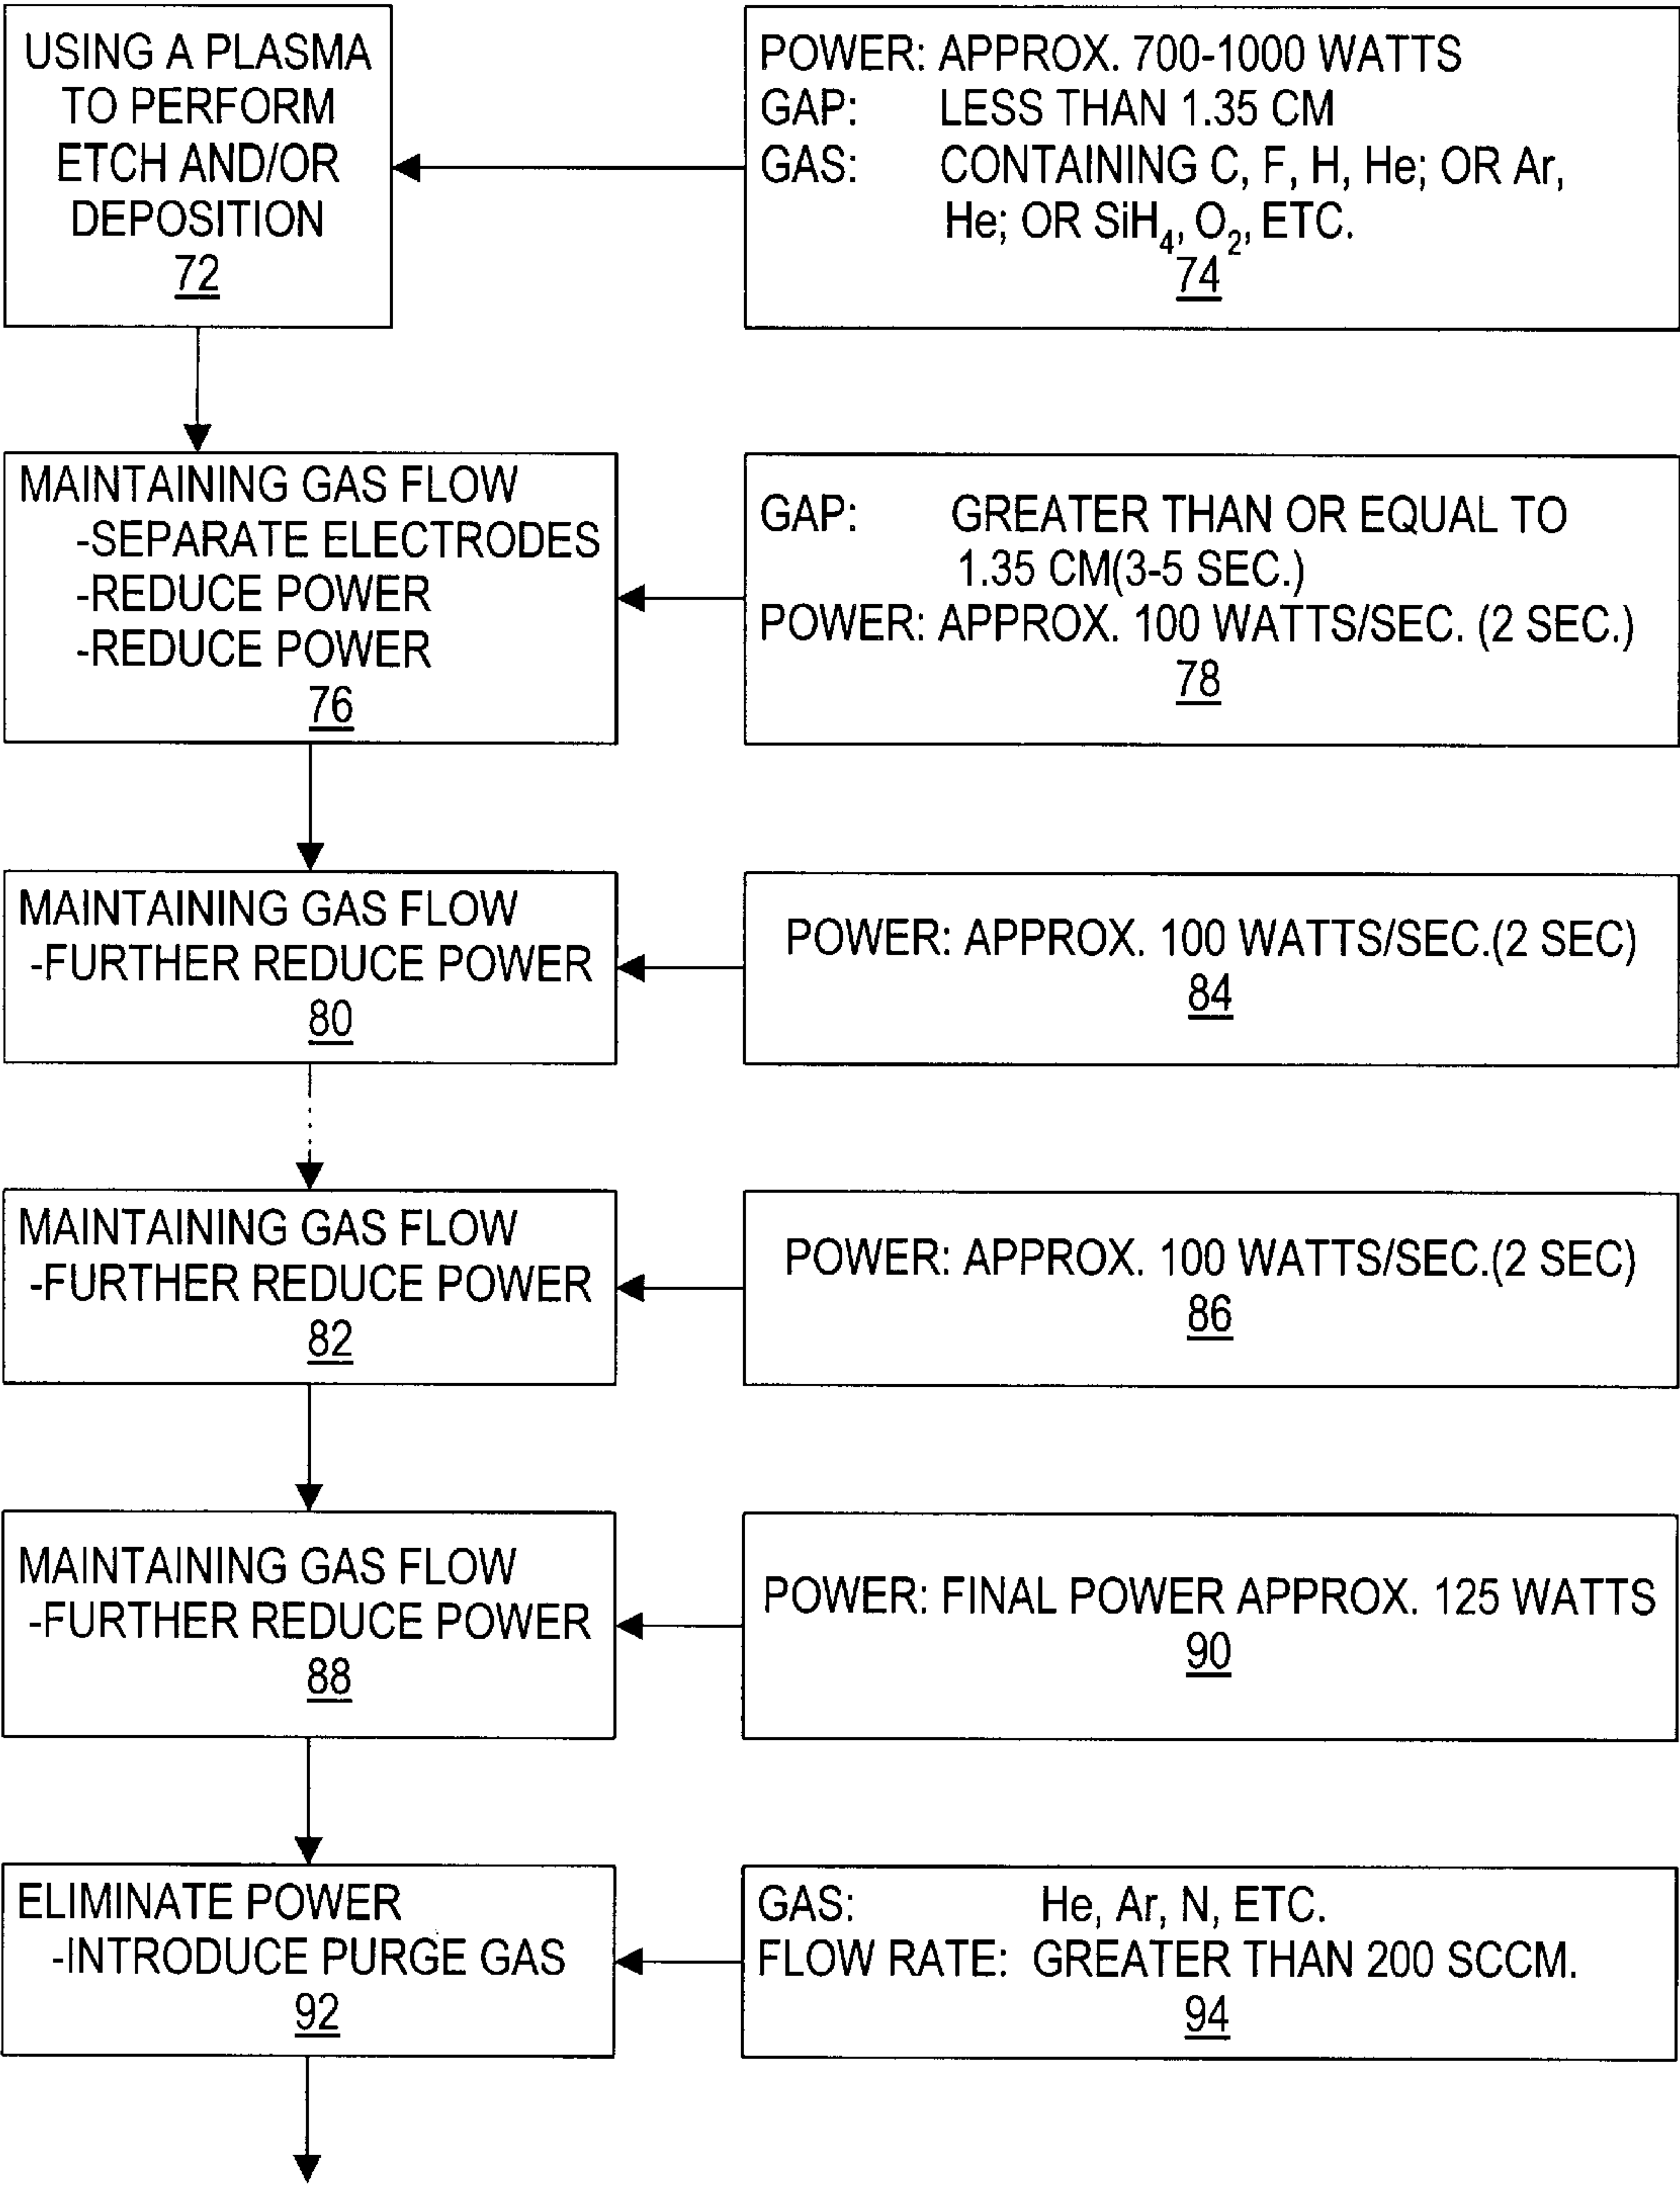 USING A PLASMA
TO PERFORM
ETCH AND/OR
DEPOSITION
72
POWER: APPROX. 700-1000 WATTS
GAP: LESS THAN 1.35 CM
GAS: CONTAINING C, F, H, He; OR Ar,
He; OR SiH₄, O₂, ETC.
74
MAINTAINING GAS FLOW
-SEPARATE ELECTRODES
-REDUCE POWER
-REDUCE POWER
76
GAP: GREATER THAN OR EQUAL TO
1.35 CM(3-5 SEC.)
POWER: APPROX. 100 WATTS/SEC. (2 SEC.)
78
MAINTAINING GAS FLOW
-FURTHER REDUCE POWER
80
POWER: APPROX. 100 WATTS/SEC.(2 SEC)
84
MAINTAINING GAS FLOW
-FURTHER REDUCE POWER
82
POWER: APPROX. 100 WATTS/SEC.(2 SEC)
86
MAINTAINING GAS FLOW
-FURTHER REDUCE POWER
88
POWER: FINAL POWER APPROX. 125 WATTS
90
ELIMINATE POWER
-INTRODUCE PURGE GAS
92
GAS: He, Ar, N, ETC.
FLOW RATE: GREATER THAN 200 SCCM.
94